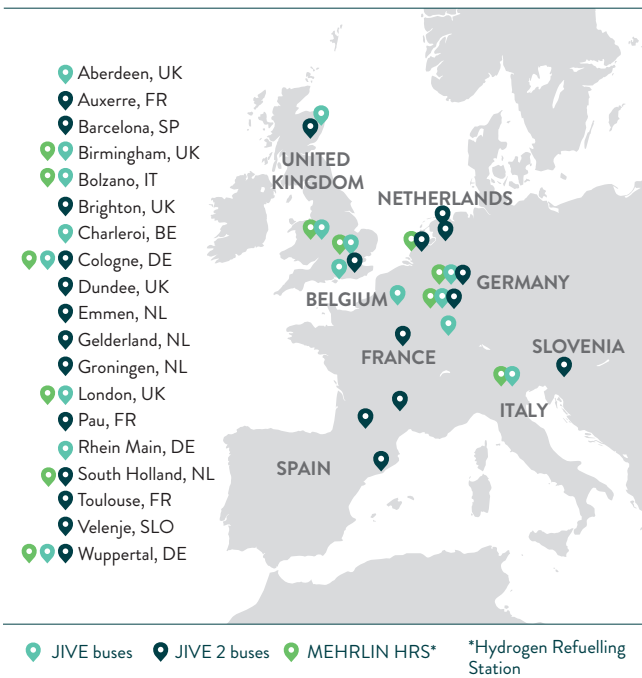 Aberdeen, UK
Auxerre, FR
Barcelona, SP
Birmingham, UK
Bolzano, IT
Brighton, UK
Charleroi, BE
Cologne, DE
Dundee, UK
Emmen, NL
Gelderland, NL
Groningen, NL
London, UK
Pau, FR
Rhein Main, DE
South Holland, NL
Toulouse, FR
Velenje, SLO
Wuppertal, DE
UNITED
KINGDOM
NETHERLANDS
GERMANY
BELGIUM
FRANCE
SLOVENIA
ITALY
SPAIN
JIVE buses
JIVE 2 buses
MEHRLIN HRS*
*Hydrogen Refuelling
Station